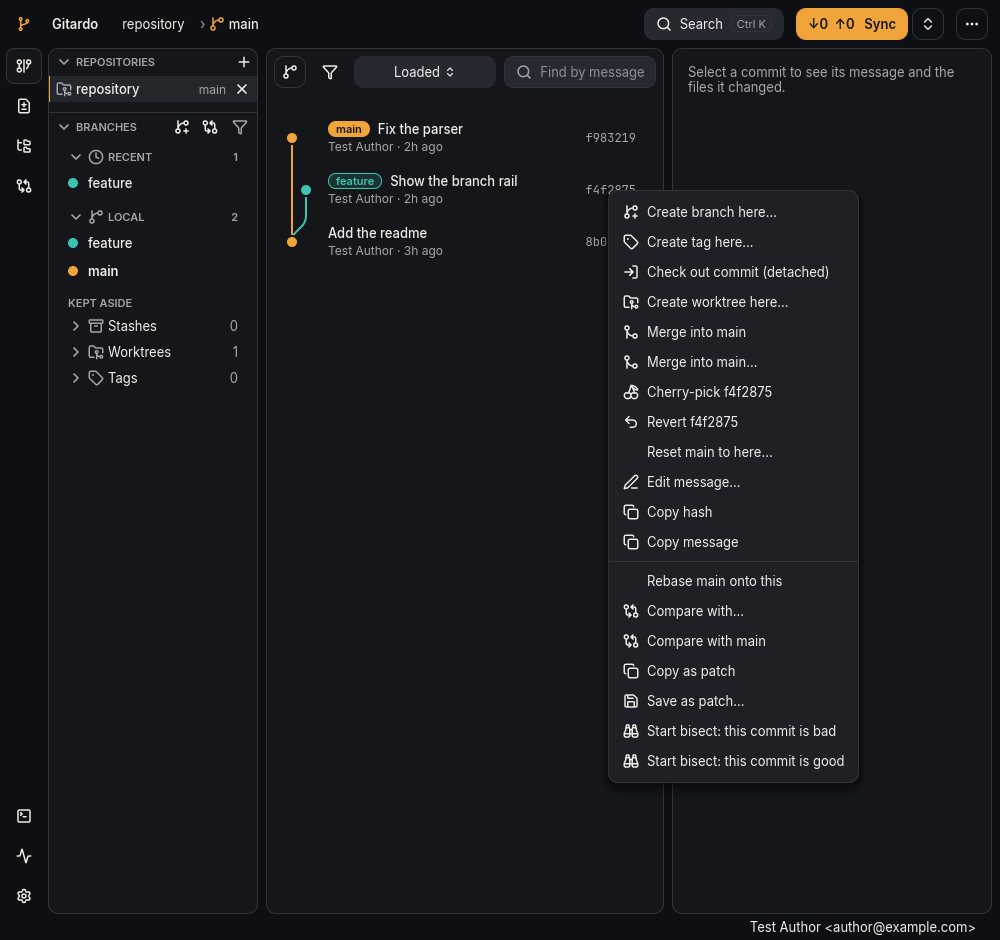 Gitardo repository › main Search Ctrl K ↓0 ↑0 Sync
REPOSITORIES
repository main
BRANCHES
RECENT 1
feature
LOCAL 2
feature
main
KEPT ASIDE
Stashes 0
Worktrees 1
Tags 0
Loaded Find by message
main Fix the parser f983219
Test Author · 2h ago
feature Show the branch rail f4f2875
Test Author · 2h ago
Add the readme 8b0
Test Author · 3h ago
Select a commit to see its message and the
files it changed.
Create branch here...
Create tag here...
Check out commit (detached)
Create worktree here...
Merge into main
Merge into main...
Cherry-pick f4f2875
Revert f4f2875
Reset main to here...
Edit message...
Copy hash
Copy message
Rebase main onto this
Compare with...
Compare with main
Copy as patch
Save as patch...
Start bisect: this commit is bad
Start bisect: this commit is good
Test Author <author@example.com>